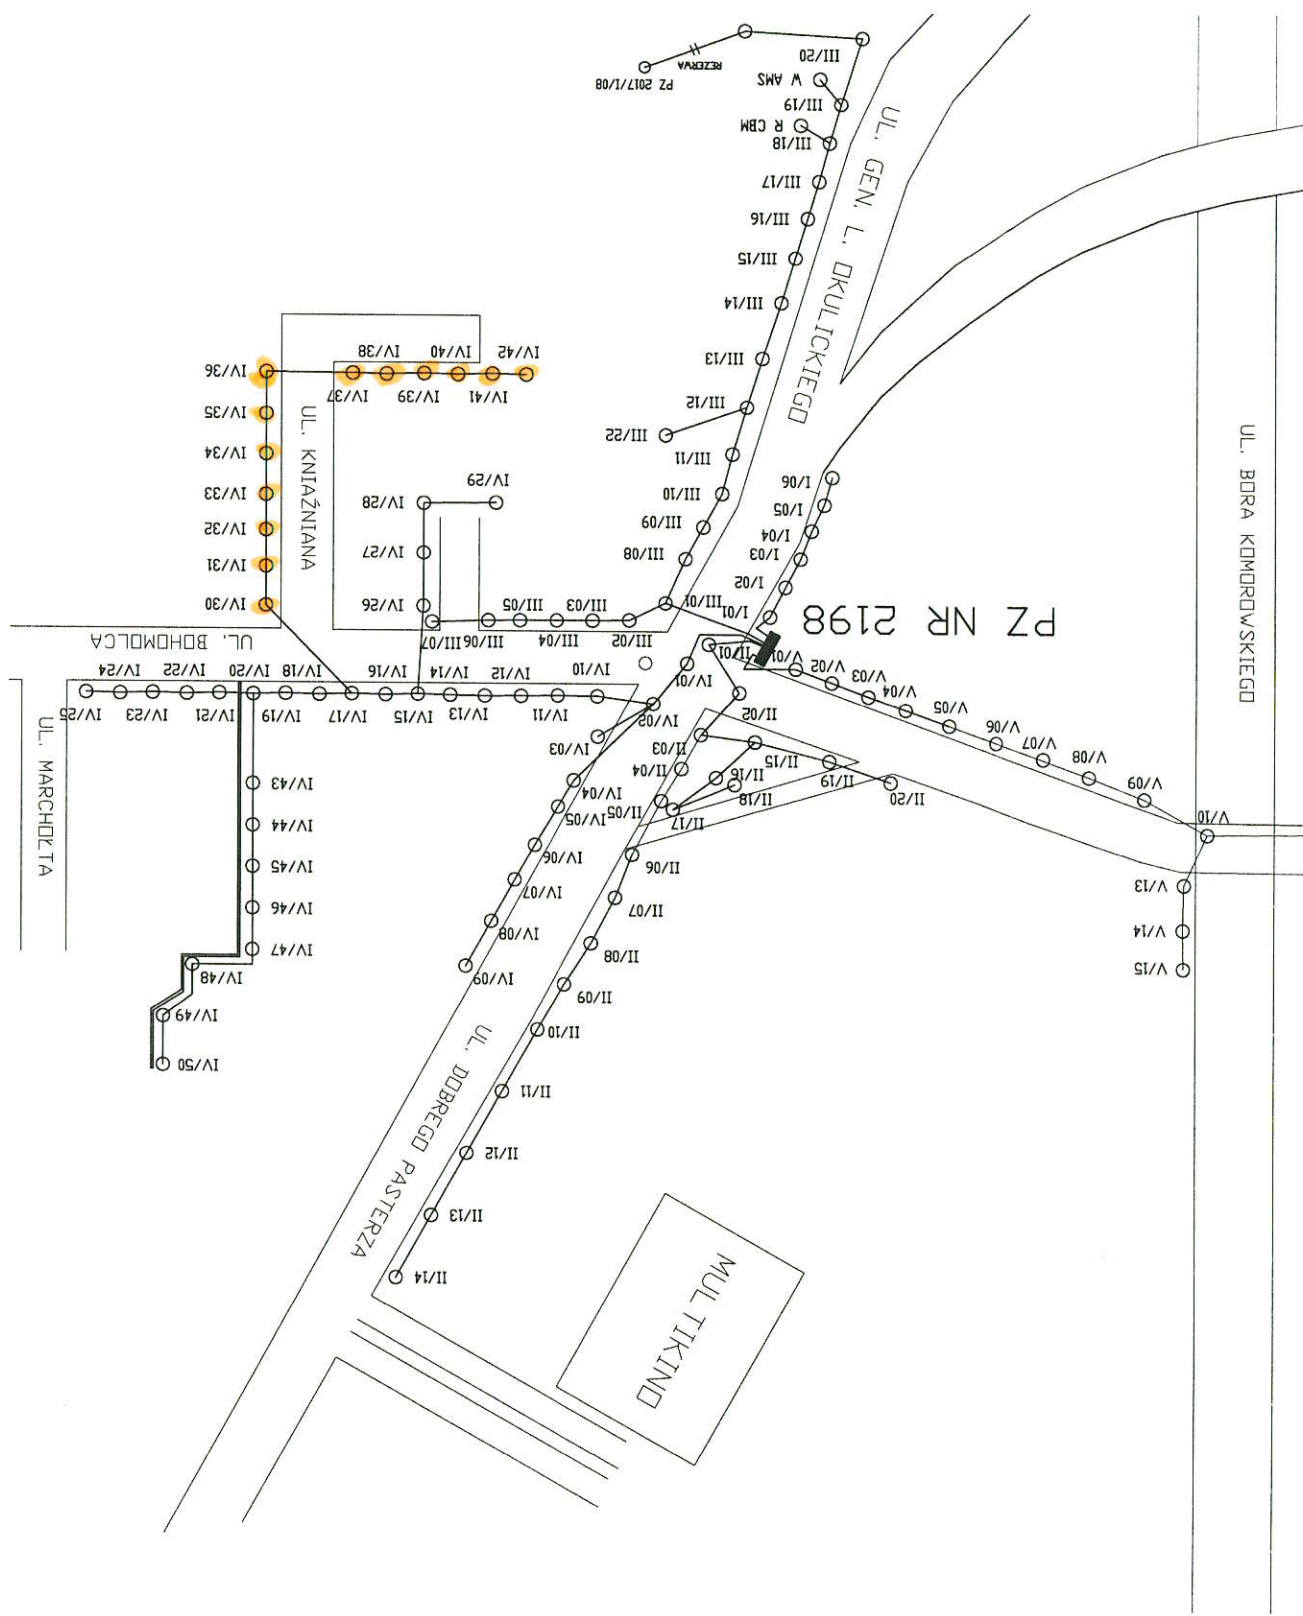 PZ 2017/1/08
REZERWA
III/20
W AMS
III/19
R CBM
III/18
III/17
III/16
III/15
III/14
III/13
III/12
III/22
III/11
III/10
III/09
III/08
III/01
III/02
III/03
III/04
III/05
III/06
III/07
UL. GEN. L. OKULICKIEGO
I/06
I/05
I/04
I/03
I/02
I/01
PZ NR 2198
UL. BORA KOMOROWSKIEGO
IV/36
IV/35
IV/34
IV/33
IV/32
IV/31
IV/30
IV/37
IV/38
IV/39
IV/40
IV/41
IV/42
UL. KNIAŹNIANA
IV/29
IV/28
IV/27
IV/26
UL. BOHOMOLCA
IV/25
IV/24
IV/23
IV/22
IV/21
IV/20
IV/19
IV/18
IV/17
IV/16
IV/15
IV/14
IV/13
IV/12
IV/11
IV/10
UL. MARCHOŁTA
IV/43
IV/44
IV/45
IV/46
IV/47
IV/48
IV/49
IV/50
IV/01
IV/02
IV/03
IV/04
IV/05
IV/06
IV/07
IV/08
IV/09
II/01
II/02
II/03
II/04
II/05
II/06
II/07
II/08
II/09
II/10
II/11
II/12
II/13
II/14
II/15
II/16
II/17
II/18
II/19
II/20
V/01
V/02
V/03
V/04
V/05
V/06
V/07
V/08
V/09
V/10
V/13
V/14
V/15
UL. DOBREGO PASTERZA
MULTIKINO